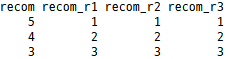 recom recom_r1 recom_r2 recom_r3
5 1 1 1
4 2 2 2
3 3 3 3